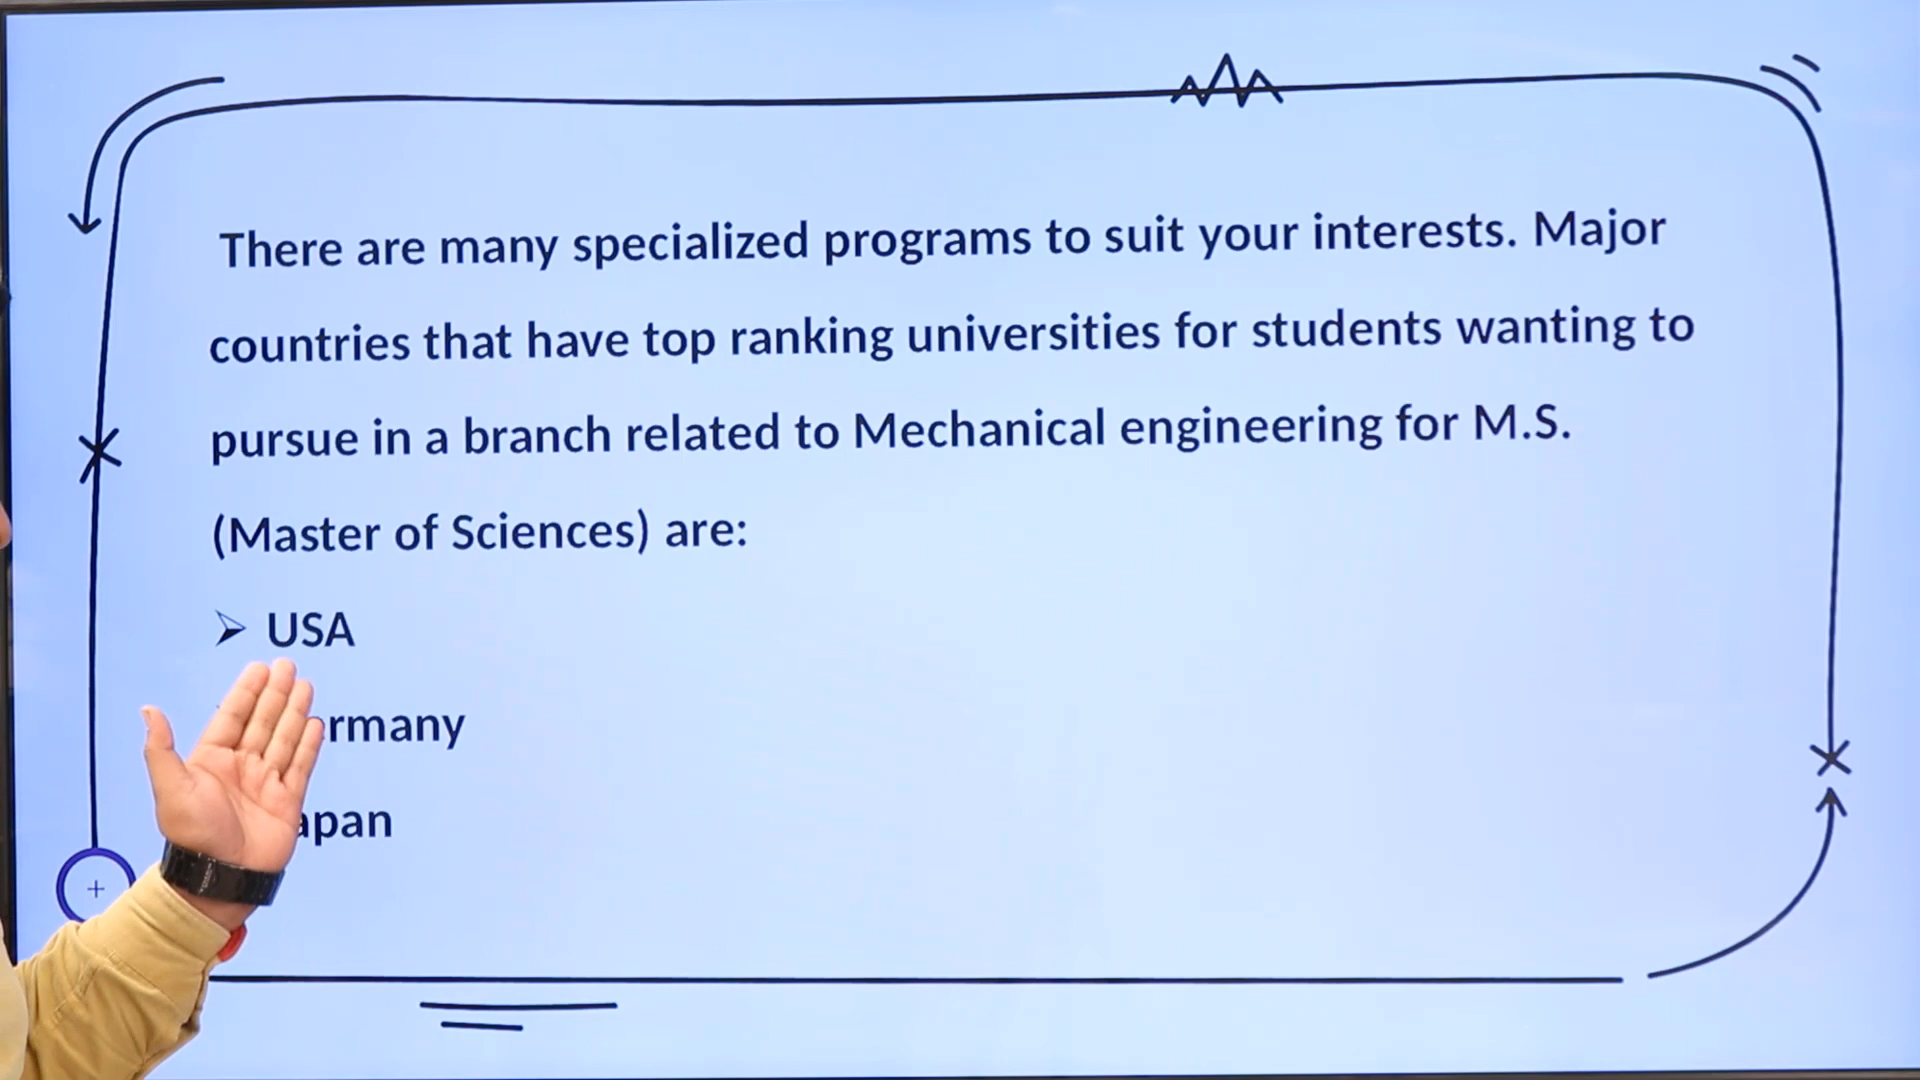 There are many specialized programs to suit your interests. Major
countries that have top ranking universities for students wanting to
pursue in a branch related to Mechanical engineering for M.S.
(Master of Sciences) are:
➢ USA
ermany
apan